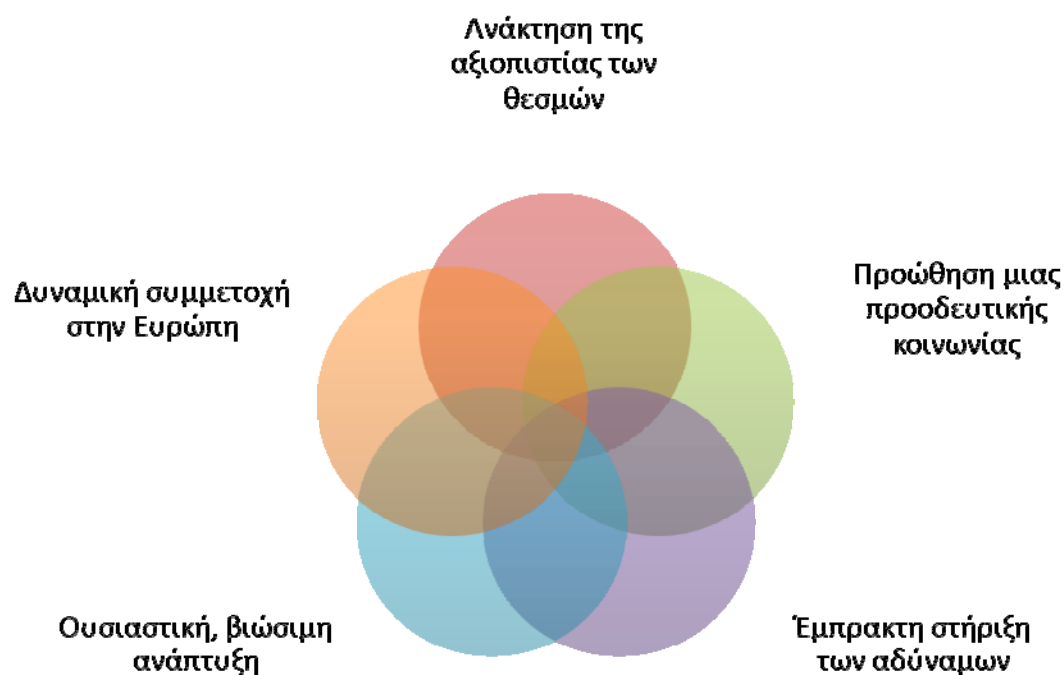 Ανάκτηση της
αξιοπιστίας των
θεσμών
Δυναμική συμμετοχή
στην Ευρώπη
Προώθηση μιας
προοδευτικής
κοινωνίας
Ουσιαστική, βιώσιμη
ανάπτυξη
Έμπρακτη στήριξη
των αδύναμων